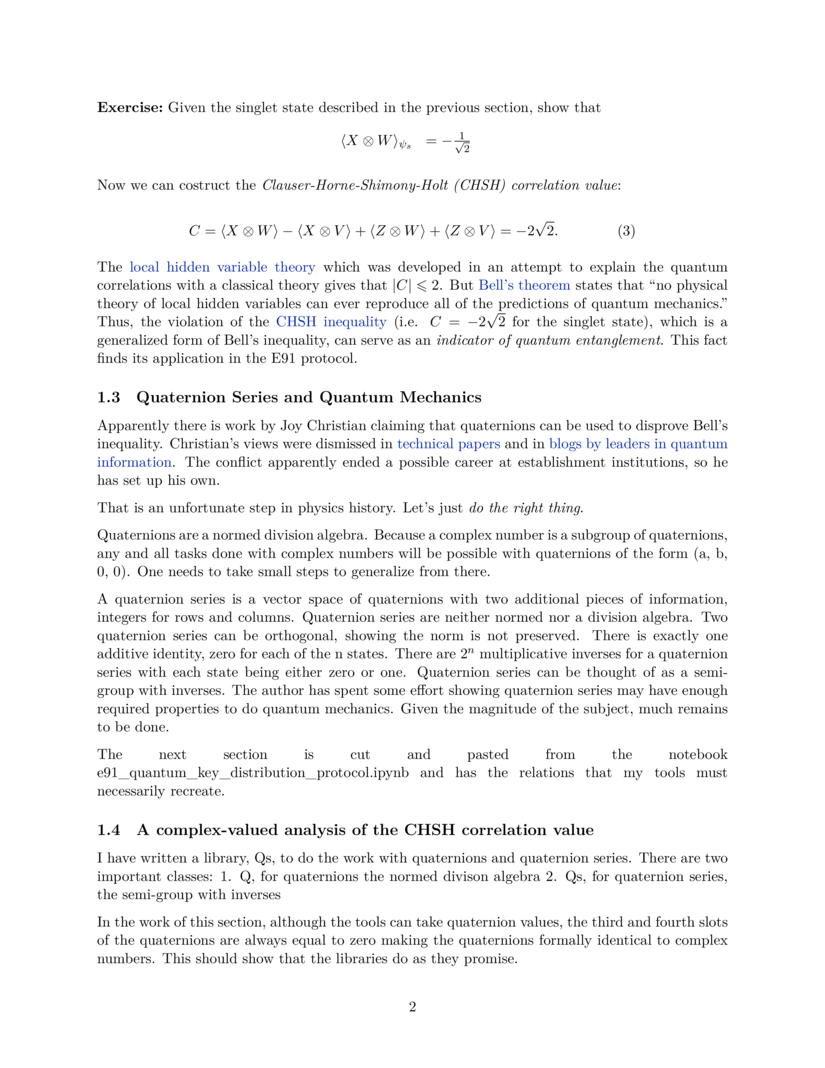 Exercise: Given the singlet state described in the previous section, show that
⟨X ⊗ W⟩ψs = −1/√2
Now we can costruct the Clauser-Horne-Shimony-Holt (CHSH) correlation value:
C = ⟨X ⊗ W⟩ − ⟨X ⊗ V⟩ + ⟨Z ⊗ W⟩ + ⟨Z ⊗ V⟩ = −2√2. (3)
The local hidden variable theory which was developed in an attempt to explain the quantum
correlations with a classical theory gives that |C| ⩽ 2. But Bell's theorem states that “no physical
theory of local hidden variables can ever reproduce all of the predictions of quantum mechanics.”
Thus, the violation of the CHSH inequality (i.e. C = −2√2 for the singlet state), which is a
generalized form of Bell's inequality, can serve as an indicator of quantum entanglement. This fact
finds its application in the E91 protocol.
1.3 Quaternion Series and Quantum Mechanics
Apparently there is work by Joy Christian claiming that quaternions can be used to disprove Bell's
inequality. Christian's views were dismissed in technical papers and in blogs by leaders in quantum
information. The conflict apparently ended a possible career at establishment institutions, so he
has set up his own.
That is an unfortunate step in physics history. Let's just do the right thing.
Quaternions are a normed division algebra. Because a complex number is a subgroup of quaternions,
any and all tasks done with complex numbers will be possible with quaternions of the form (a, b,
0, 0). One needs to take small steps to generalize from there.
A quaternion series is a vector space of quaternions with two additional pieces of information,
integers for rows and columns. Quaternion series are neither normed nor a division algebra. Two
quaternion series can be orthogonal, showing the norm is not preserved. There is exactly one
additive identity, zero for each of the n states. There are 2ⁿ multiplicative inverses for a quaternion
series with each state being either zero or one. Quaternion series can be thought of as a semi-
group with inverses. The author has spent some effort showing quaternion series may have enough
required properties to do quantum mechanics. Given the magnitude of the subject, much remains
to be done.
The next section is cut and pasted from the notebook
e91_quantum_key_distribution_protocol.ipynb and has the relations that my tools must
necessarily recreate.
1.4 A complex-valued analysis of the CHSH correlation value
I have written a library, Qs, to do the work with quaternions and quaternion series. There are two
important classes: 1. Q, for quaternions the normed divison algebra 2. Qs, for quaternion series,
the semi-group with inverses
In the work of this section, although the tools can take quaternion values, the third and fourth slots
of the quaternions are always equal to zero making the quaternions formally identical to complex
numbers. This should show that the libraries do as they promise.
2